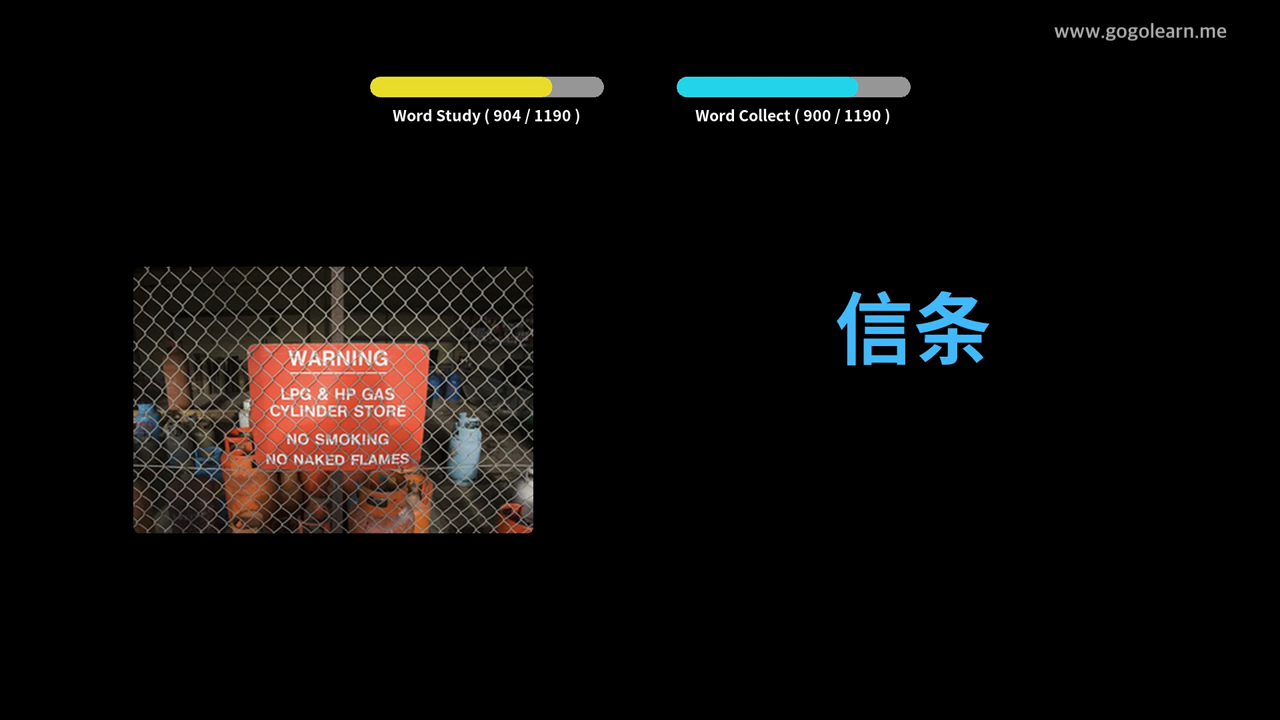 www.gogolearn.me
Word Study ( 904 / 1190 )
Word Collect ( 900 / 1190 )
WARNING
LPG & HP GAS
CYLINDER STORE
NO SMOKING
NO NAKED FLAMES
信条